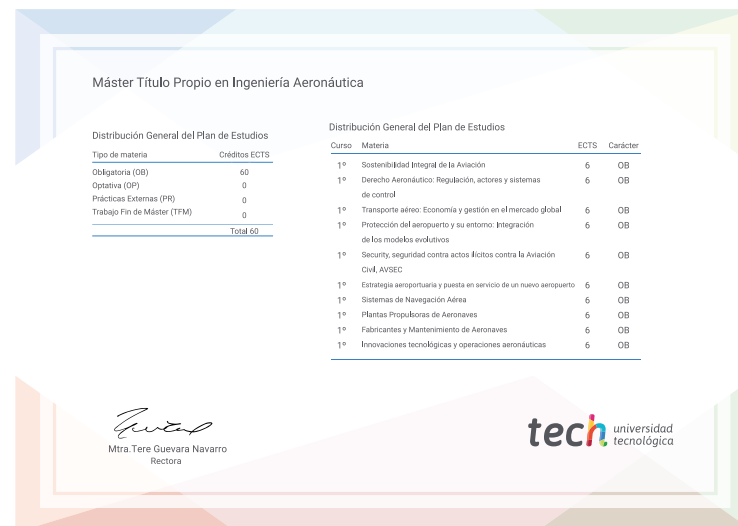 Máster Título Propio en Ingeniería Aeronáutica
Distribución General del Plan de Estudios
Tipo de materia Créditos ECTS
Obligatoria (OB) 60
Optativa (OP) 0
Prácticas Externas (PR) 0
Trabajo Fin de Máster (TFM) 0
Total 60
Distribución General del Plan de Estudios
Curso Materia ECTS Carácter
1º Sostenibilidad Integral de la Aviación 6 OB
1º Derecho Aeronáutico: Regulación, actores y sistemas 6 OB
de control
1º Transporte aéreo: Economía y gestión en el mercado global 6 OB
1º Protección del aeropuerto y su entorno: Integración 6 OB
de los modelos evolutivos
1º Security, seguridad contra actos ilícitos contra la Aviación 6 OB
Civil, AVSEC
1º Estrategia aeroportuaria y puesta en servicio de un nuevo aeropuerto 6 OB
1º Sistemas de Navegación Aérea 6 OB
1º Plantas Propulsoras de Aeronaves 6 OB
1º Fabricantes y Mantenimiento de Aeronaves 6 OB
1º Innovaciones tecnológicas y operaciones aeronáuticas 6 OB
Mtra.Tere Guevara Navarro
Rectora
tech universidad
tecnológica